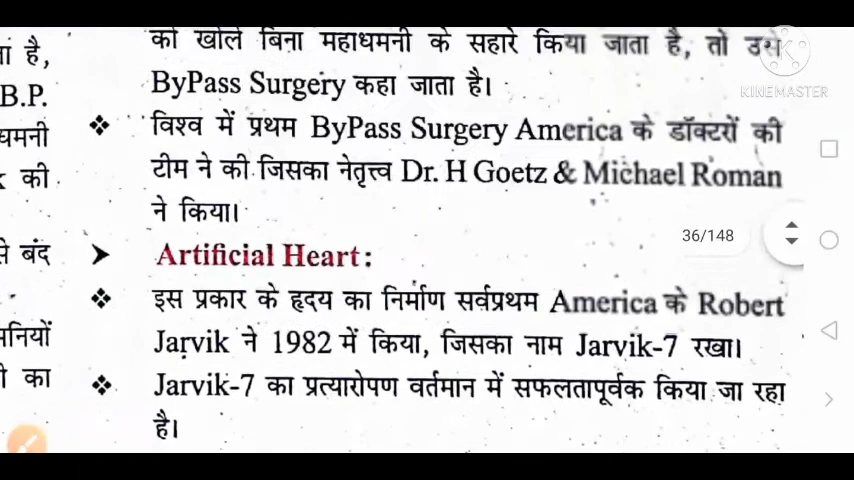 को खोले बिना महाधमनी के सहारे किया जाता है, तो उसे
ByPass Surgery कहा जाता है।
❖ विश्व में प्रथम ByPass Surgery America के डॉक्टरों की
टीम ने की जिसका नेतृत्त्व Dr. H Goetz & Michael Roman
ने किया।
➤ Artificial Heart:
❖ इस प्रकार के हृदय का निर्माण सर्वप्रथम America के Robert
Jarvik ने 1982 में किया, जिसका नाम Jarvik-7 रखा।
❖ Jarvik-7 का प्रत्यारोपण वर्तमान में सफलतापूर्वक किया जा रहा
है।
है,
B.P.
की
बंद
का
KINEMASTER
36/148